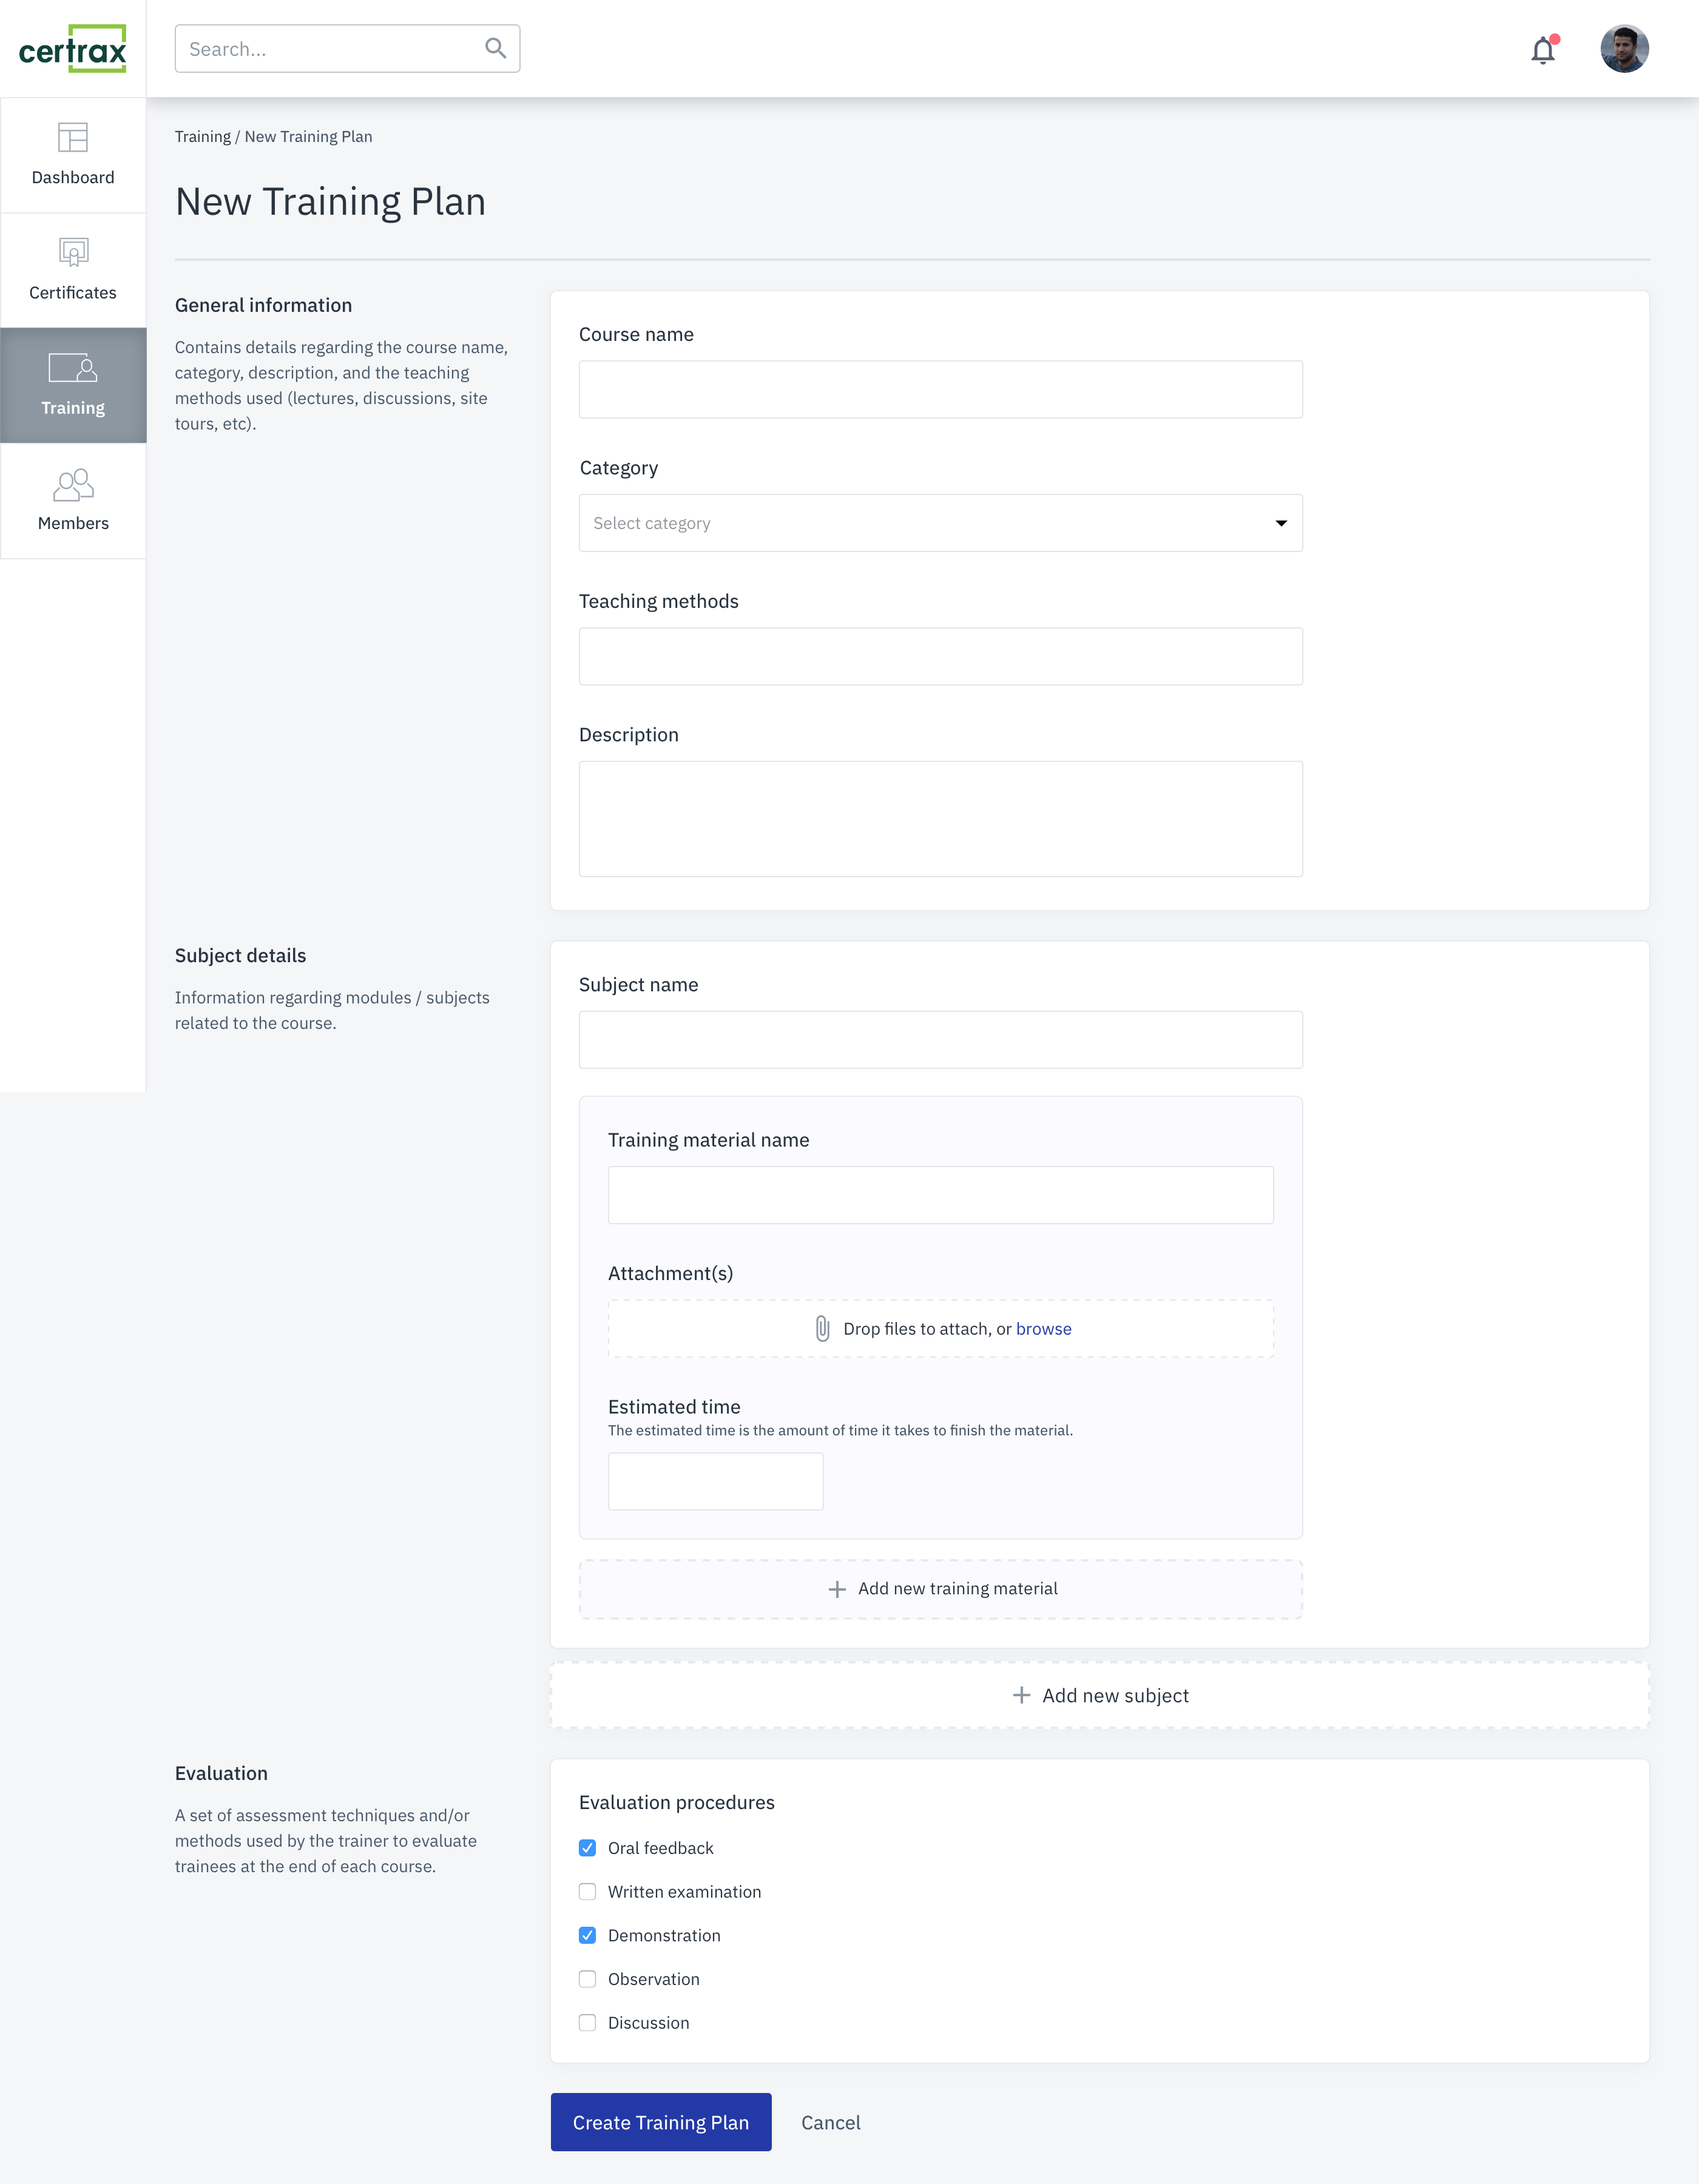 certrax
Search...
Dashboard
Certificates
Training
Members
Training / New Training Plan
New Training Plan
General information
Contains details regarding the course name,
category, description, and the teaching
methods used (lectures, discussions, site
tours, etc).
Course name
Category
Select category
Teaching methods
Description
Subject details
Information regarding modules / subjects
related to the course.
Subject name
Training material name
Attachment(s)
Drop files to attach, or browse
Estimated time
The estimated time is the amount of time it takes to finish the material.
Add new training material
Add new subject
Evaluation
A set of assessment techniques and/or
methods used by the trainer to evaluate
trainees at the end of each course.
Evaluation procedures
Oral feedback
Written examination
Demonstration
Observation
Discussion
Create Training Plan
Cancel